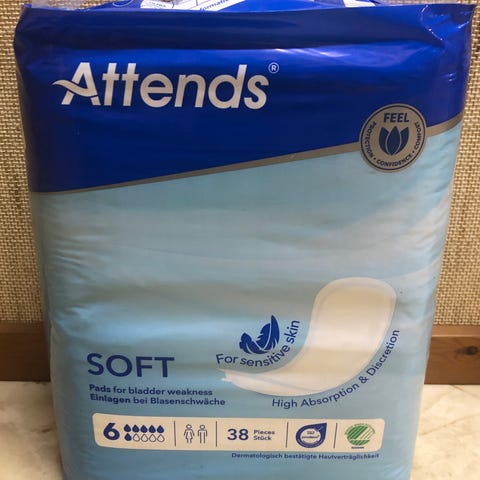 Attends®
FEEL
PROTECTION • CONFIDENCE • COMFORT
For sensitive skin
High Absorption & Discretion
SOFT
Pads for bladder weakness
Einlagen bei Blasenschwäche
6
38 Pieces
Stück
Dermatologisch bestätigte Hautverträglichkeit